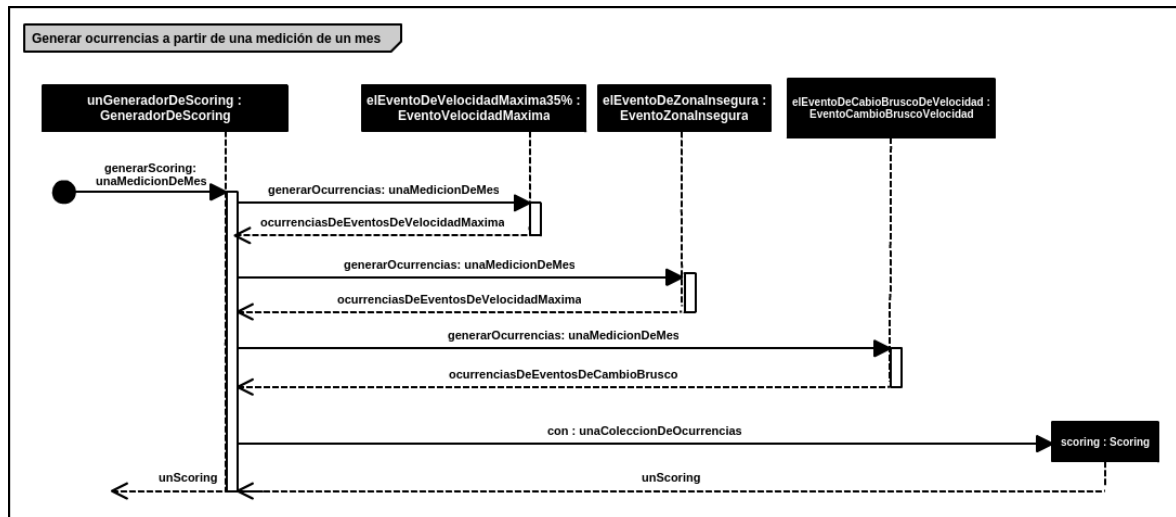 Generar ocurrencias a partir de una medición de un mes
unGeneradorDeScoring :
GeneradorDeScoring
elEventoDeVelocidadMaxima35% :
EventoVelocidadMaxima
elEventoDeZonaInsegura :
EventoZonaInsegura
elEventoDeCabioBruscoDeVelocidad :
EventoCambioBruscoVelocidad
generarScoring:
unaMedicionDeMes
generarOcurrencias: unaMedicionDeMes
ocurrenciasDeEventosDeVelocidadMaxima
generarOcurrencias: unaMedicionDeMes
ocurrenciasDeEventosDeVelocidadMaxima
generarOcurrencias: unaMedicionDeMes
ocurrenciasDeEventosDeCambioBrusco
con : unaColeccionDeOcurrencias
scoring : Scoring
unScoring
unScoring